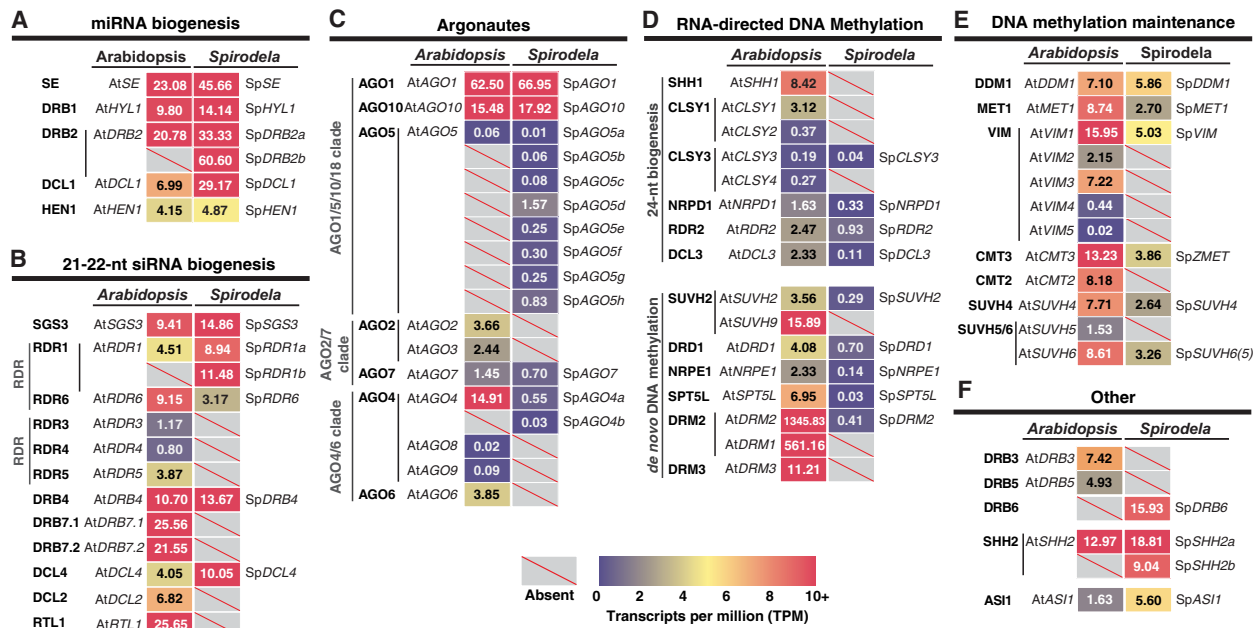 A miRNA biogenesis
Arabidopsis Spirodela
SE AtSE 23.08 45.66 SpSE
DRB1 AtHYL1 9.80 14.14 SpHYL1
DRB2 AtDRB2 20.78 33.33 SpDRB2a
60.60 SpDRB2b
DCL1 AtDCL1 6.99 29.17 SpDCL1
HEN1 AtHEN1 4.15 4.87 SpHEN1
B 21-22-nt siRNA biogenesis
Arabidopsis Spirodela
SGS3 AtSGS3 9.41 14.86 SpSGS3
RDR
RDR1 AtRDR1 4.51 8.94 SpRDR1a
11.48 SpRDR1b
RDR6 AtRDR6 9.15 3.17 SpRDR6
RDR
RDR3 AtRDR3 1.17
RDR4 AtRDR4 0.80
RDR5 AtRDR5 3.87
DRB4 AtDRB4 10.70 13.67 SpDRB4
DRB7.1 AtDRB7.1 25.56
DRB7.2 AtDRB7.2 21.55
DCL4 AtDCL4 4.05 10.05 SpDCL4
DCL2 AtDCL2 6.82
RTL1 AtRTL1 25.65
C Argonautes
Arabidopsis Spirodela
AGO1/5/10/18 clade
AGO1 AtAGO1 62.50 66.95 SpAGO1
AGO10 AtAGO10 15.48 17.92 SpAGO10
AGO5 AtAGO5 0.06 0.01 SpAGO5a
0.06 SpAGO5b
0.08 SpAGO5c
1.57 SpAGO5d
0.25 SpAGO5e
0.30 SpAGO5f
0.25 SpAGO5g
0.83 SpAGO5h
AGO2/7 clade
AGO2 AtAGO2 3.66
AtAGO3 2.44
AGO7 AtAGO7 1.45 0.70 SpAGO7
AGO4/6 clade
AGO4 AtAGO4 14.91 0.55 SpAGO4a
0.03 SpAGO4b
AtAGO8 0.02
AtAGO9 0.09
AGO6 AtAGO6 3.85
D RNA-directed DNA Methylation
Arabidopsis Spirodela
24-nt biogenesis
SHH1 AtSHH1 8.42
CLSY1 AtCLSY1 3.12
AtCLSY2 0.37
CLSY3 AtCLSY3 0.19 0.04 SpCLSY3
AtCLSY4 0.27
NRPD1 AtNRPD1 1.63 0.33 SpNRPD1
RDR2 AtRDR2 2.47 0.93 SpRDR2
DCL3 AtDCL3 2.33 0.11 SpDCL3
de novo DNA methylation
SUVH2 AtSUVH2 3.56 0.29 SpSUVH2
AtSUVH9 15.89
DRD1 AtDRD1 4.08 0.70 SpDRD1
NRPE1 AtNRPE1 2.33 0.14 SpNRPE1
SPT5L AtSPT5L 6.95 0.03 SpSPT5L
DRM2 AtDRM2 1345.83 0.41 SpDRM2
AtDRM1 561.16
DRM3 AtDRM3 11.21
E DNA methylation maintenance
Arabidopsis Spirodela
DDM1 AtDDM1 7.10 5.86 SpDDM1
MET1 AtMET1 8.74 2.70 SpMET1
VIM AtVIM1 15.95 5.03 SpVIM
AtVIM2 2.15
AtVIM3 7.22
AtVIM4 0.44
AtVIM5 0.02
CMT3 AtCMT3 13.23 3.86 SpZMET
CMT2 AtCMT2 8.18
SUVH4 AtSUVH4 7.71 2.64 SpSUVH4
SUVH5/6 AtSUVH5 1.53
AtSUVH6 8.61 3.26 SpSUVH6(5)
F Other
Arabidopsis Spirodela
DRB3 AtDRB3 7.42
DRB5 AtDRB5 4.93
DRB6 15.93 SpDRB6
SHH2 AtSHH2 12.97 18.81 SpSHH2a
9.04 SpSHH2b
ASI1 AtASI1 1.63 5.60 SpASI1
Absent
0 2 4 6 8 10+
Transcripts per million (TPM)